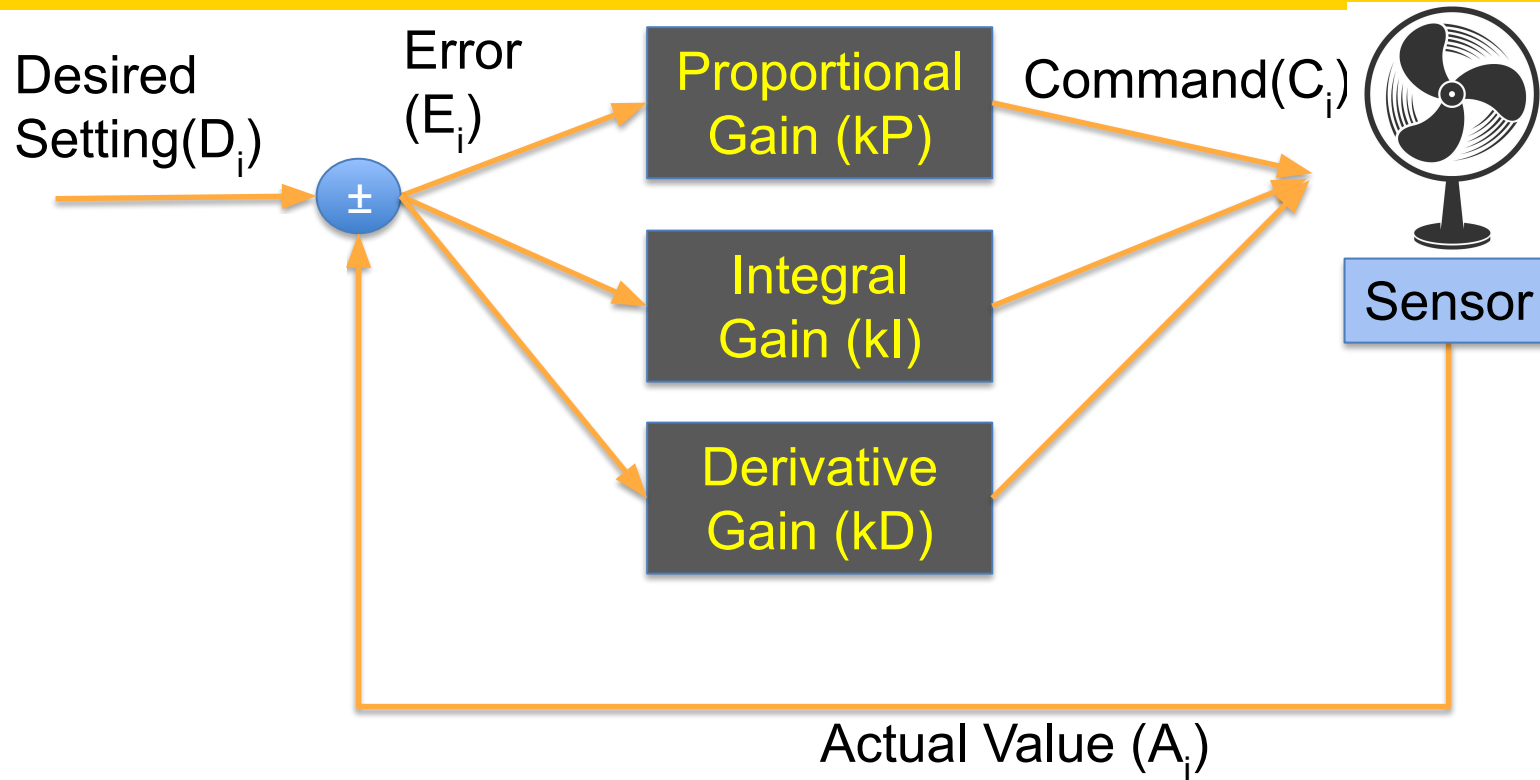 Desired
Setting(Dᵢ)
Error
(Eᵢ)
±
Proportional
Gain (kP)
Integral
Gain (kI)
Derivative
Gain (kD)
Command(Cᵢ)
Sensor
Actual Value (Aᵢ)